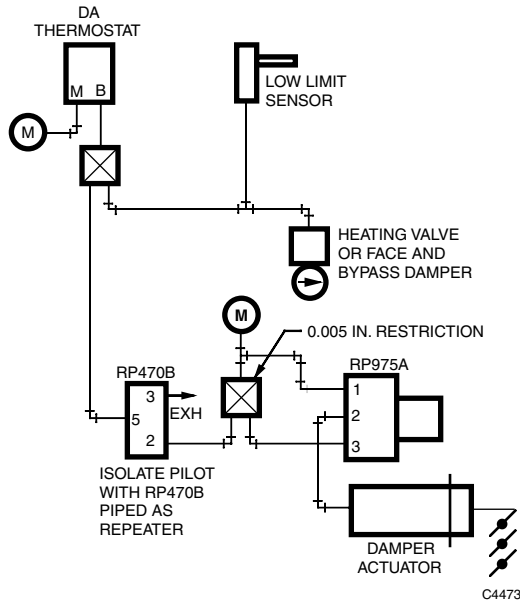 DA
THERMOSTAT
M B
M
LOW LIMIT
SENSOR
HEATING VALVE
OR FACE AND
BYPASS DAMPER
M
0.005 IN. RESTRICTION
RP470B
3
EXH
5
2
ISOLATE PILOT
WITH RP470B
PIPED AS
REPEATER
RP975A
1
2
3
DAMPER
ACTUATOR
C4473